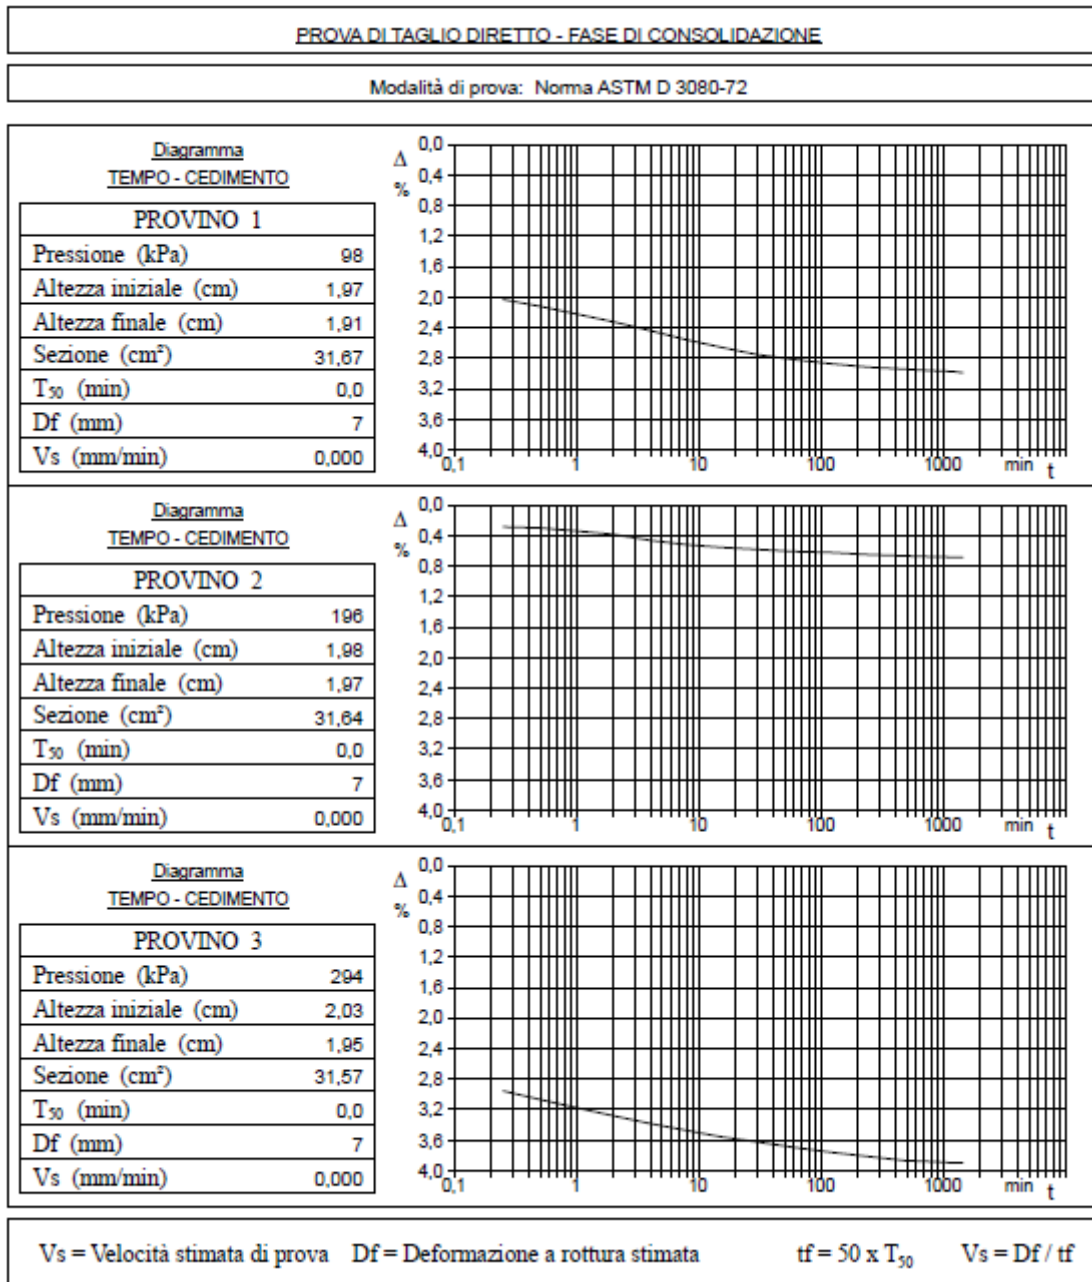 PROVA DI TAGLIO DIRETTO - FASE DI CONSOLIDAZIONE
Modalità di prova: Norma ASTM D 3080-72
Diagramma
TEMPO - CEDIMENTO
PROVINO 1
Pressione (kPa) 98
Altezza iniziale (cm) 1,97
Altezza finale (cm) 1,91
Sezione (cm²) 31,67
T₅₀ (min) 0,0
Df (mm) 7
Vs (mm/min) 0,000
Δ
%
0,0
0,4
0,8
1,2
1,6
2,0
2,4
2,8
3,2
3,6
4,0
0,1 1 10 100 1000 min t
Diagramma
TEMPO - CEDIMENTO
PROVINO 2
Pressione (kPa) 196
Altezza iniziale (cm) 1,98
Altezza finale (cm) 1,97
Sezione (cm²) 31,64
T₅₀ (min) 0,0
Df (mm) 7
Vs (mm/min) 0,000
Δ
%
0,0
0,4
0,8
1,2
1,6
2,0
2,4
2,8
3,2
3,6
4,0
0,1 1 10 100 1000 min t
Diagramma
TEMPO - CEDIMENTO
PROVINO 3
Pressione (kPa) 294
Altezza iniziale (cm) 2,03
Altezza finale (cm) 1,95
Sezione (cm²) 31,57
T₅₀ (min) 0,0
Df (mm) 7
Vs (mm/min) 0,000
Δ
%
0,0
0,4
0,8
1,2
1,6
2,0
2,4
2,8
3,2
3,6
4,0
0,1 1 10 100 1000 min t
Vs = Velocità stimata di prova Df = Deformazione a rottura stimata tf = 50 x T₅₀ Vs = Df / tf